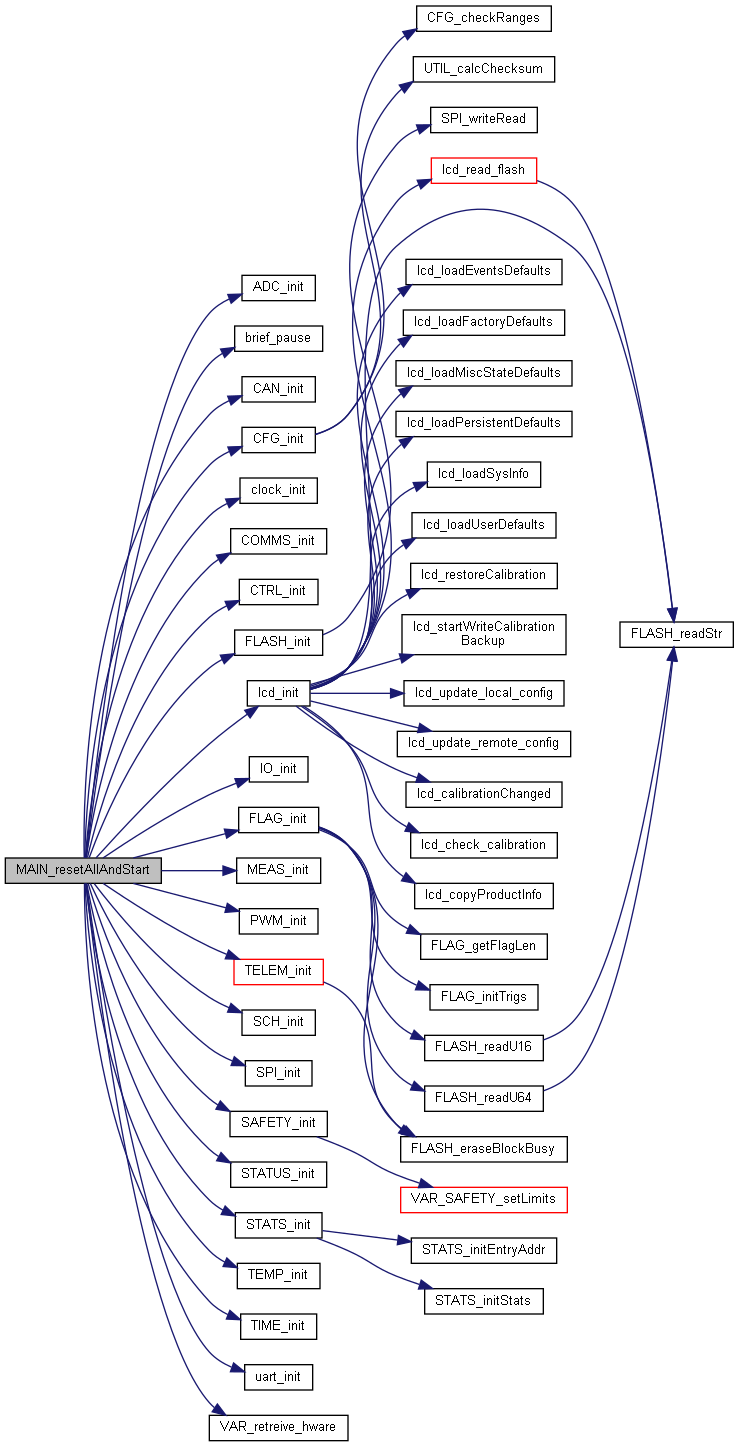 MAIN_resetAllAndStart
ADC_init
brief_pause
CAN_init
CFG_init
clock_init
COMMS_init
CTRL_init
FLASH_init
lcd_init
IO_init
FLAG_init
MEAS_init
PWM_init
TELEM_init
SCH_init
SPI_init
SAFETY_init
STATUS_init
STATS_init
TEMP_init
TIME_init
uart_init
VAR_retreive_hware
CFG_checkRanges
UTIL_calcChecksum
SPI_writeRead
lcd_read_flash
lcd_loadEventsDefaults
lcd_loadFactoryDefaults
lcd_loadMiscStateDefaults
lcd_loadPersistentDefaults
lcd_loadSysInfo
lcd_loadUserDefaults
lcd_restoreCalibration
lcd_startWriteCalibration
Backup
lcd_update_local_config
lcd_update_remote_config
lcd_calibrationChanged
lcd_check_calibration
lcd_copyProductInfo
FLAG_getFlagLen
FLAG_initTrigs
FLASH_readU16
FLASH_readU64
FLASH_eraseBlockBusy
VAR_SAFETY_setLimits
STATS_initEntryAddr
STATS_initStats
FLASH_readStr